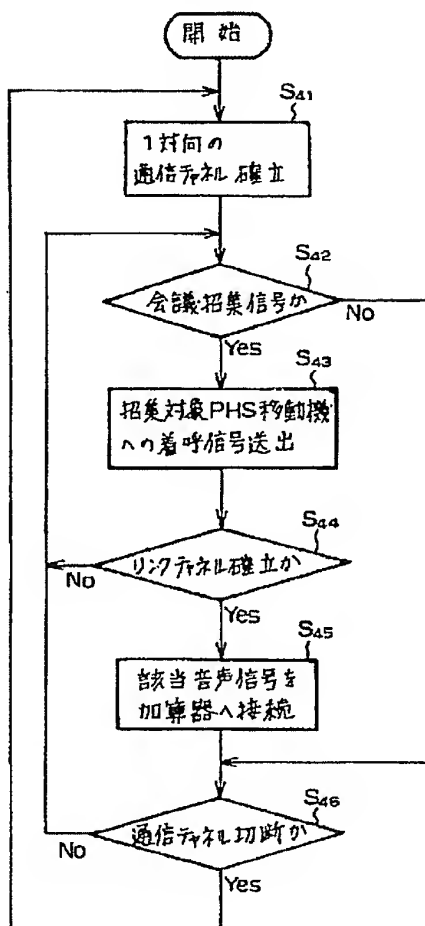 開始
S41
1対向の
通信チャネル確立
S42
会議招集信号か
No
Yes
S43
招集対象PHS移動機
への着呼信号送出
S44
リンクチャネル確立か
No
Yes
S45
該当音声信号を
加算器へ接続
S46
通信チャネル切断か
No
Yes